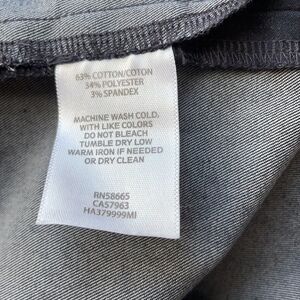 63% COTTON/COTON
34% POLYESTER
3% SPANDEX
MACHINE WASH COLD,
WITH LIKE COLORS
DO NOT BLEACH
TUMBLE DRY LOW
WARM IRON IF NEEDED
OR DRY CLEAN
RN58665
CA57963
HA379999MI